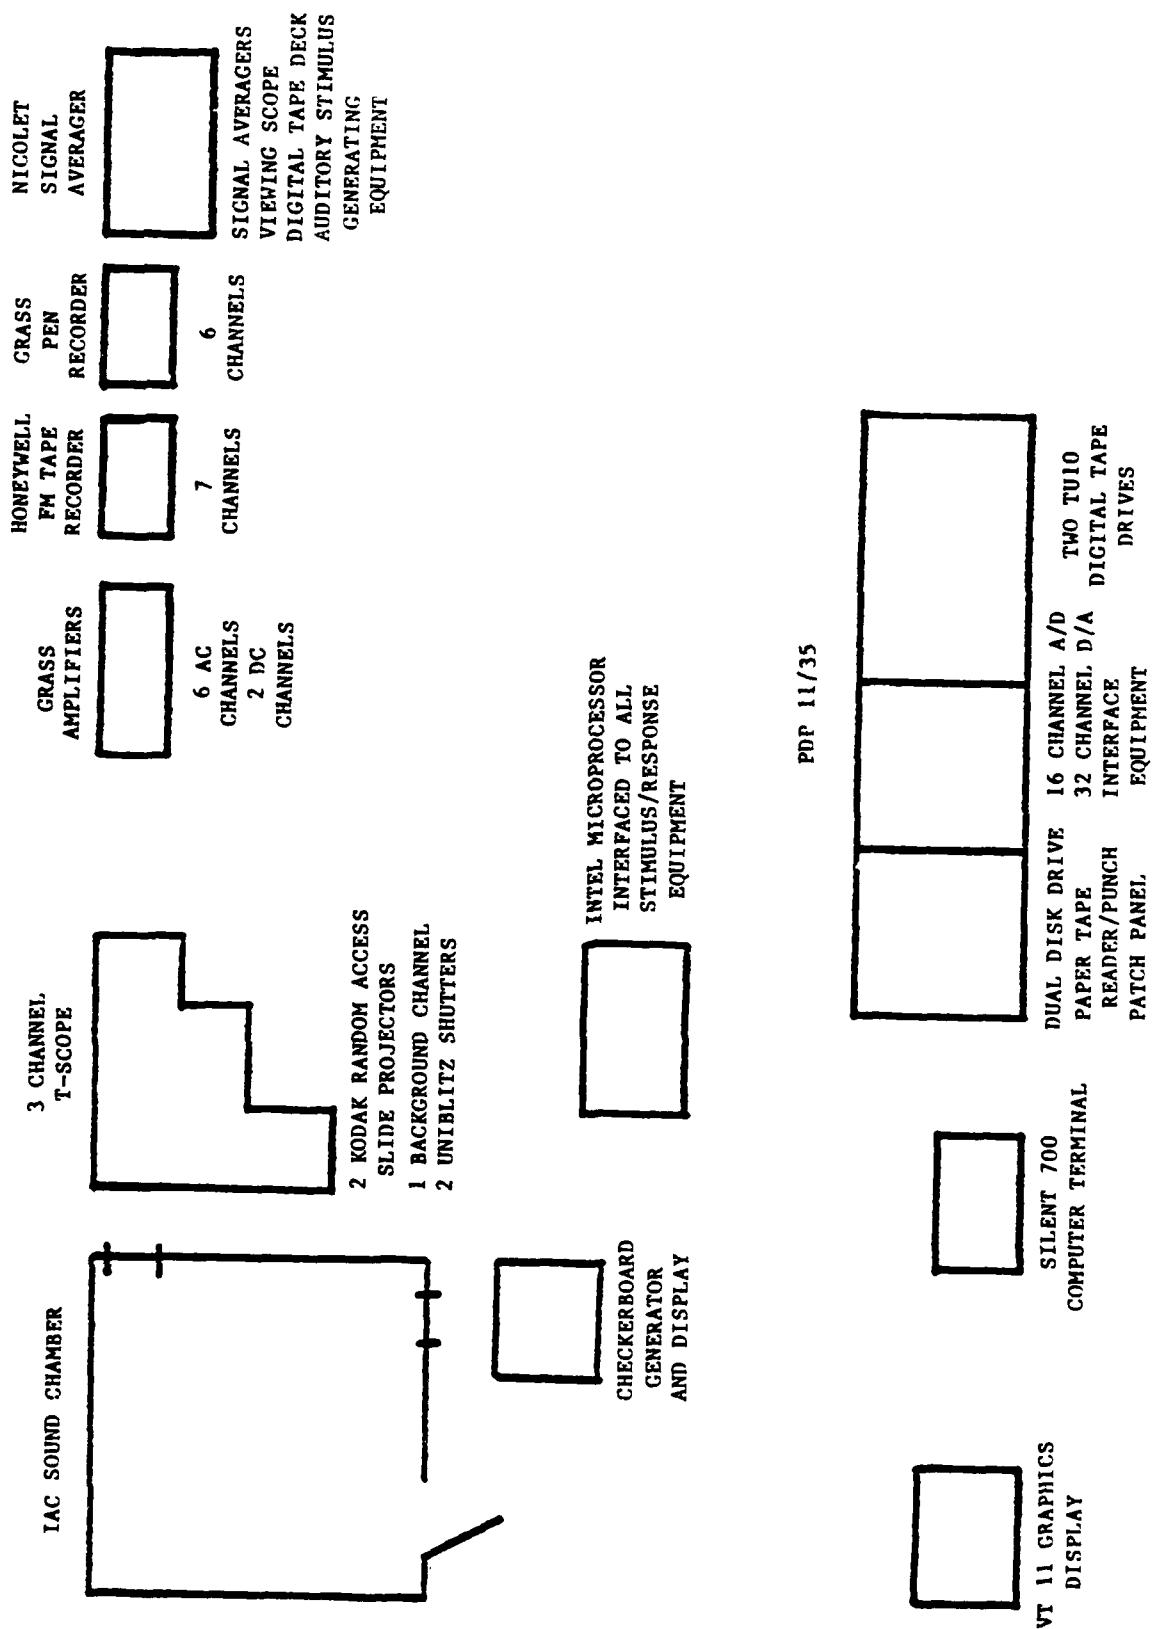 IAC SOUND CHAMBER
3 CHANNEL
T-SCOPE
2 KODAK RANDOM ACCESS
SLIDE PROJECTORS
1 BACKGROUND CHANNEL
2 UNIBLITZ SHUTTERS
GRASS
AMPLIFIERS
6 AC
CHANNELS
2 DC
CHANNELS
HONEYWELL
FM TAPE
RECORDER
7
CHANNELS
GRASS
PEN
RECORDER
6
CHANNELS
NICOLET
SIGNAL
AVERAGER
SIGNAL AVERAGERS
VIEWING SCOPE
DIGITAL TAPE DECK
AUDITORY STIMULUS
GENERATING
EQUIPMENT
CHECKERBOARD
GENERATOR
AND DISPLAY
INTEL MICROPROCESSOR
INTERFACED TO ALL
STIMULUS/RESPONSE
EQUIPMENT
VT 11 GRAPHICS
DISPLAY
SILENT 700
COMPUTER TERMINAL
PDP 11/35
DUAL DISK DRIVE
PAPER TAPE
READER/PUNCH
PATCH PANEL
16 CHANNEL A/D
32 CHANNEL D/A
INTERFACE
EQUIPMENT
TWO TU10
DIGITAL TAPE
DRIVES